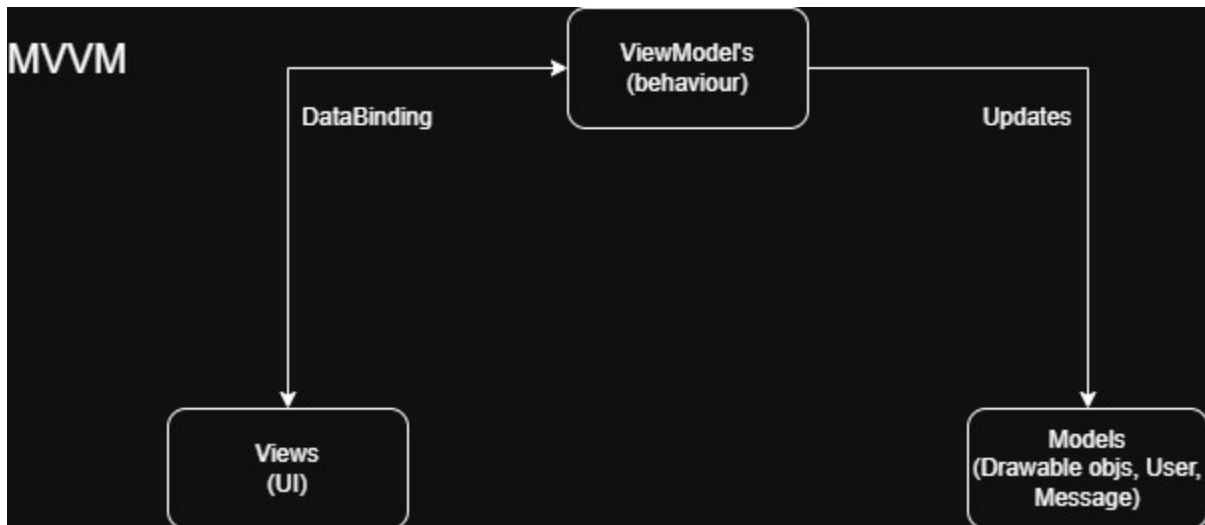 MVVM
ViewModel's
(behaviour)
DataBinding
Updates
Views
(UI)
Models
(Drawable objs, User,
Message)